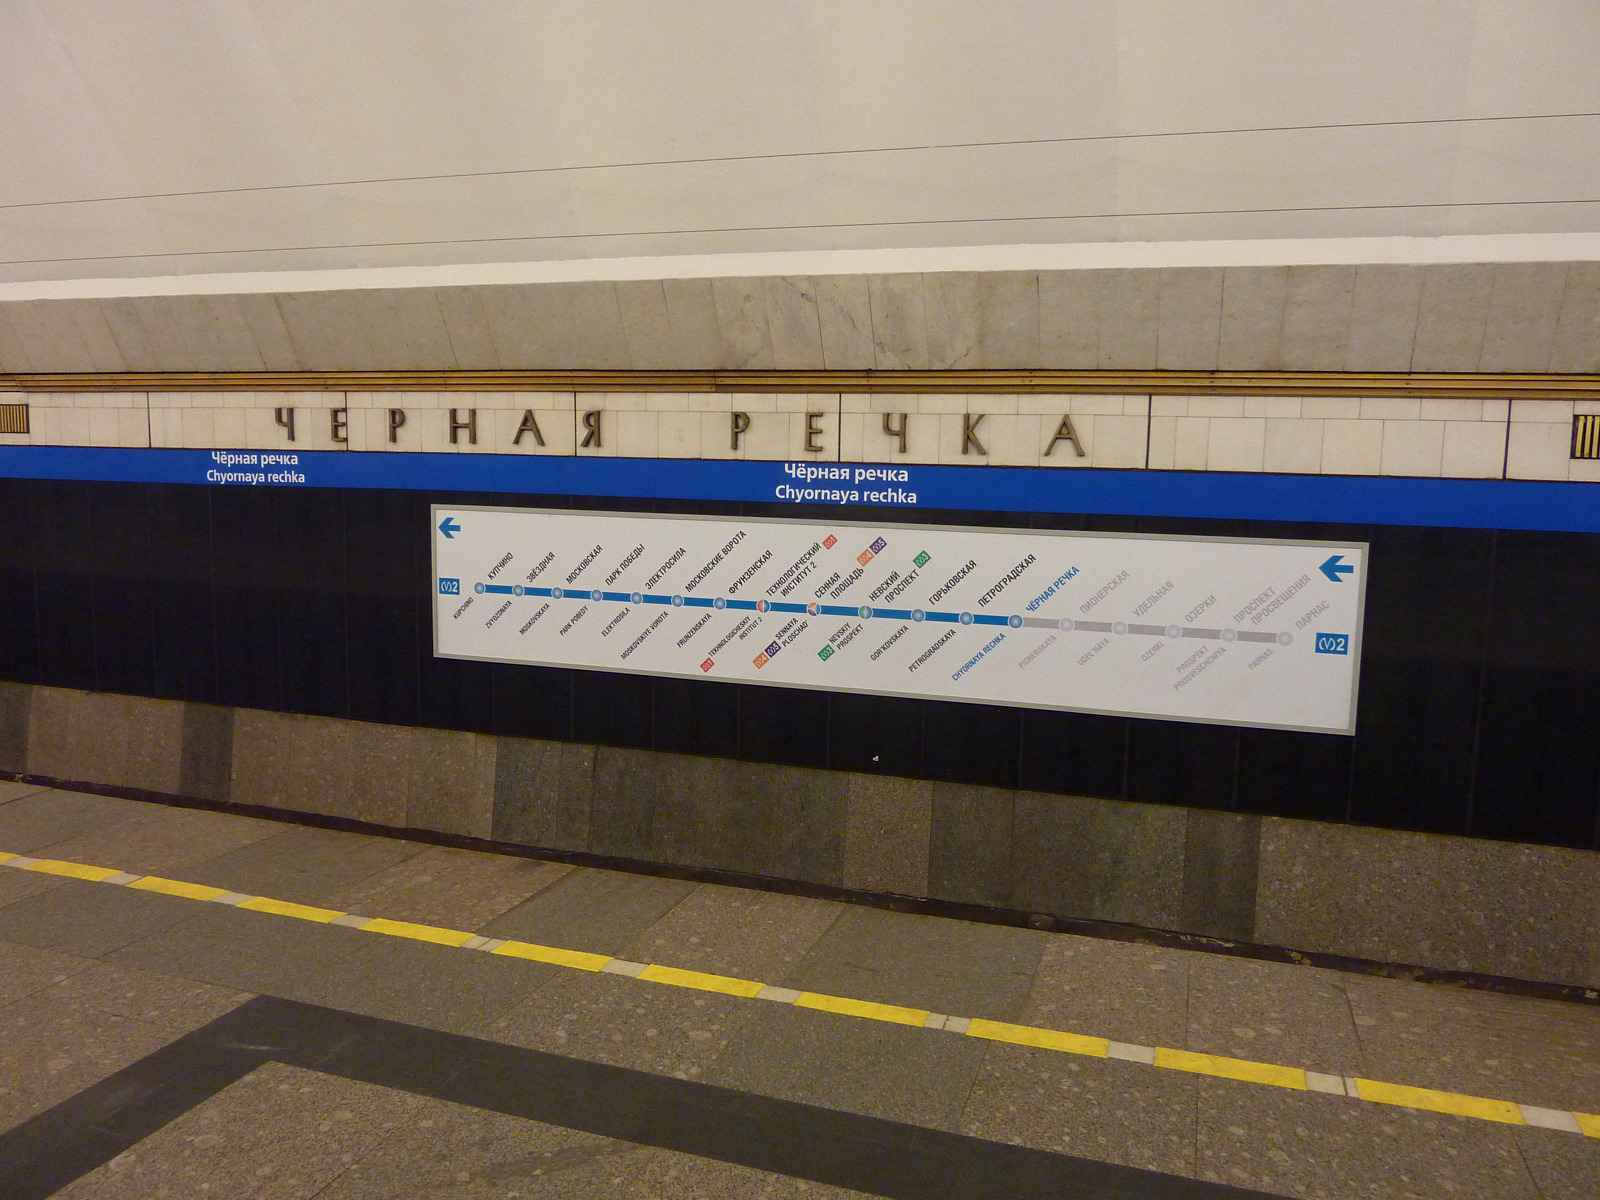 ЧЕРНАЯ РЕЧКА
Чёрная речка
Chyornaya rechka
Чёрная речка
Chyornaya rechka
2
КУПЧИНО
KUPCHINO
ЗВЁЗДНАЯ
ZVYOZDNAYA
МОСКОВСКАЯ
MOSKOVSKAYA
ПАРК ПОБЕДЫ
PARK POBEDY
ЭЛЕКТРОСИЛА
ELEKTROSILA
МОСКОВСКИЕ ВОРОТА
MOSKOVSKIYE VOROTA
ФРУНЗЕНСКАЯ
FRUNZENSKAYA
ТЕХНОЛОГИЧЕСКИЙ
ИНСТИТУТ 2
TEKHNOLOGICHESKIY
INSTITUT 2
СЕННАЯ
ПЛОЩАДЬ
SENNAYA
PLOSCHAD'
НЕВСКИЙ
ПРОСПЕКТ
NEVSKIY
PROSPEKT
ГОРЬКОВСКАЯ
GOR'KOVSKAYA
ПЕТРОГРАДСКАЯ
PETROGRADSKAYA
ЧЁРНАЯ РЕЧКА
CHYORNAYA RECHKA
ПИОНЕРСКАЯ
PIONERSKAYA
УДЕЛЬНАЯ
UDEL'NAYA
ОЗЕРКИ
OZERKI
ПРОСПЕКТ
ПРОСВЕЩЕНИЯ
PROSPEKT
PROSVESCHENIYA
ПАРНАС
PARNAS
2